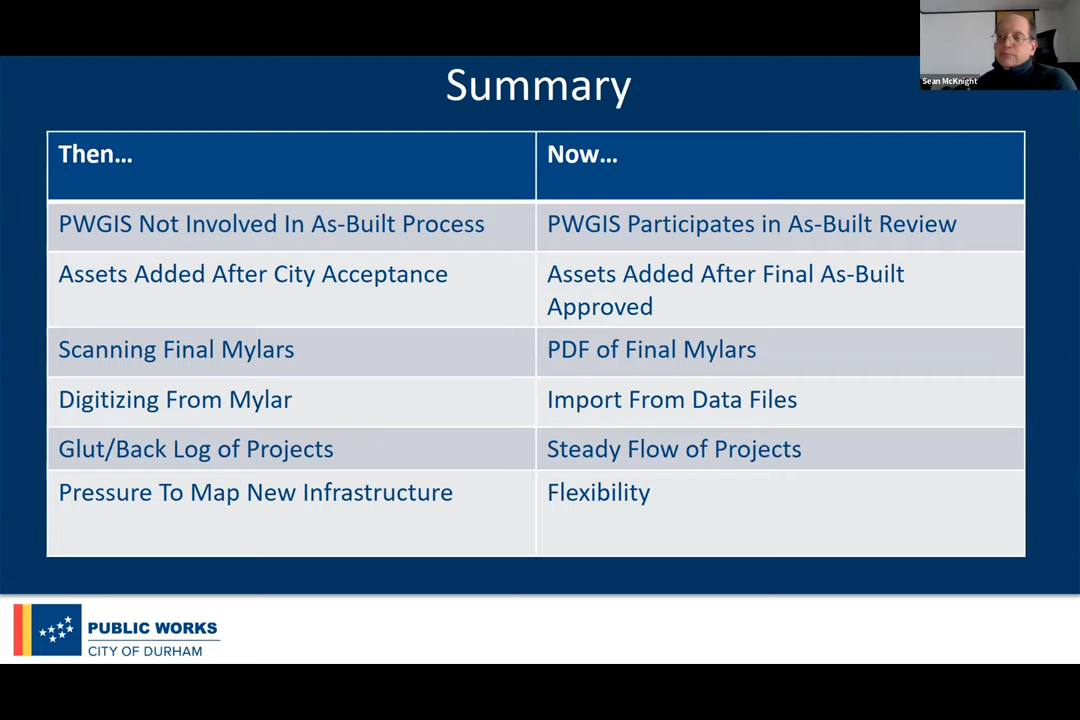 Sean McKnight
Summary
Then...
Now...
PWGIS Not Involved In As-Built Process
PWGIS Participates in As-Built Review
Assets Added After City Acceptance
Assets Added After Final As-Built
Approved
Scanning Final Mylars
PDF of Final Mylars
Digitizing From Mylar
Import From Data Files
Glut/Back Log of Projects
Steady Flow of Projects
Pressure To Map New Infrastructure
Flexibility
PUBLIC WORKS
CITY OF DURHAM